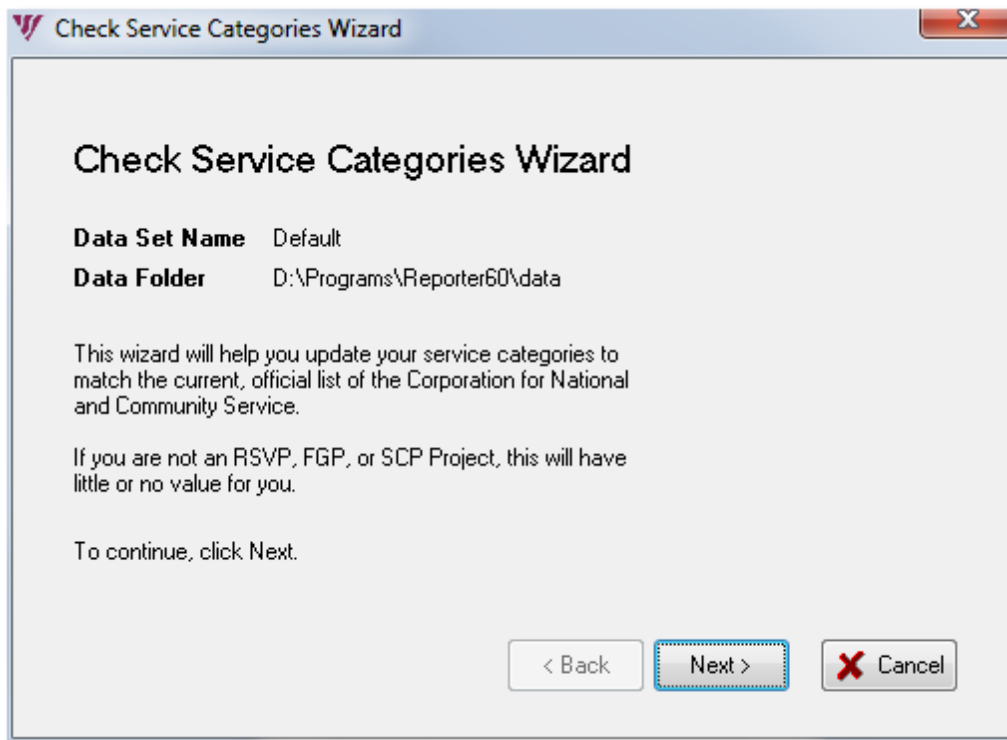 Check Service Categories Wizard
Check Service Categories Wizard
Data Set Name Default
Data Folder D:\Programs\Reporter60\data
This wizard will help you update your service categories to
match the current, official list of the Corporation for National
and Community Service.
If you are not an RSVP, FGP, or SCP Project, this will have
little or no value for you.
To continue, click Next.
< Back Next > Cancel